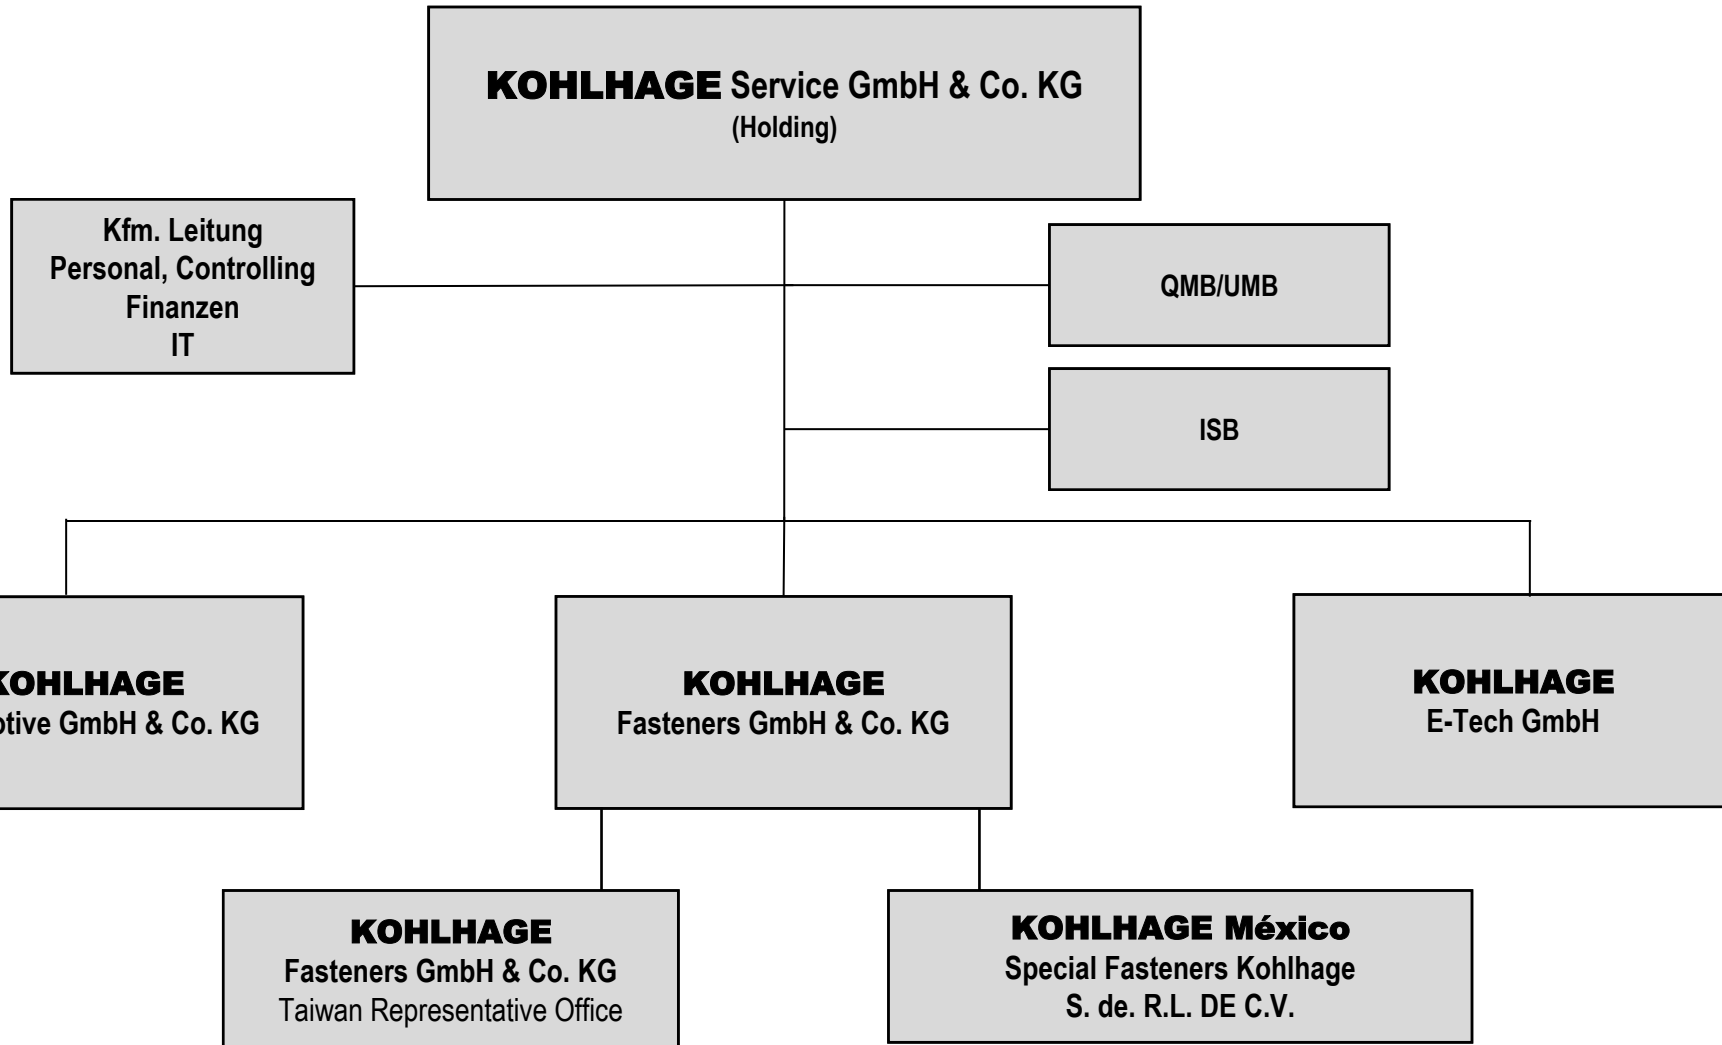 KOHLHAGE Service GmbH & Co. KG
(Holding)
Kfm. Leitung
Personal, Controlling
Finanzen
IT
QMB/UMB
ISB
KOHLHAGE
GmbH & Co. KG
KOHLHAGE
Fasteners GmbH & Co. KG
KOHLHAGE
E-Tech GmbH
KOHLHAGE
Fasteners GmbH & Co. KG
Taiwan Representative Office
KOHLHAGE México
Special Fasteners Kohlhage
S. de. R.L. DE C.V.